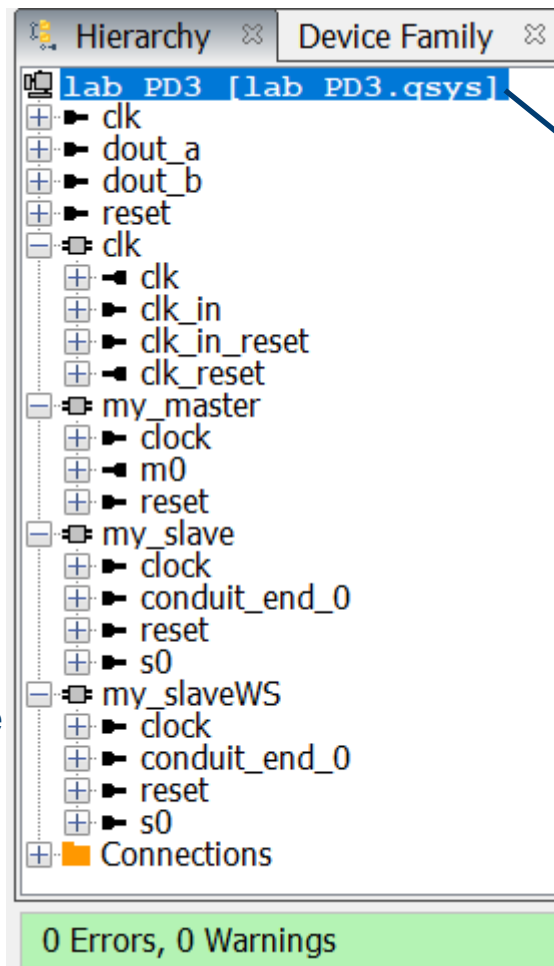 Hierarchy Device Family
lab PD3 [lab PD3.qsys]
clk
dout_a
dout_b
reset
clk
clk
clk_in
clk_in_reset
clk_reset
my_master
clock
m0
reset
my_slave
clock
conduit_end_0
reset
s0
my_slaveWS
clock
conduit_end_0
reset
s0
Connections
0 Errors, 0 Warnings